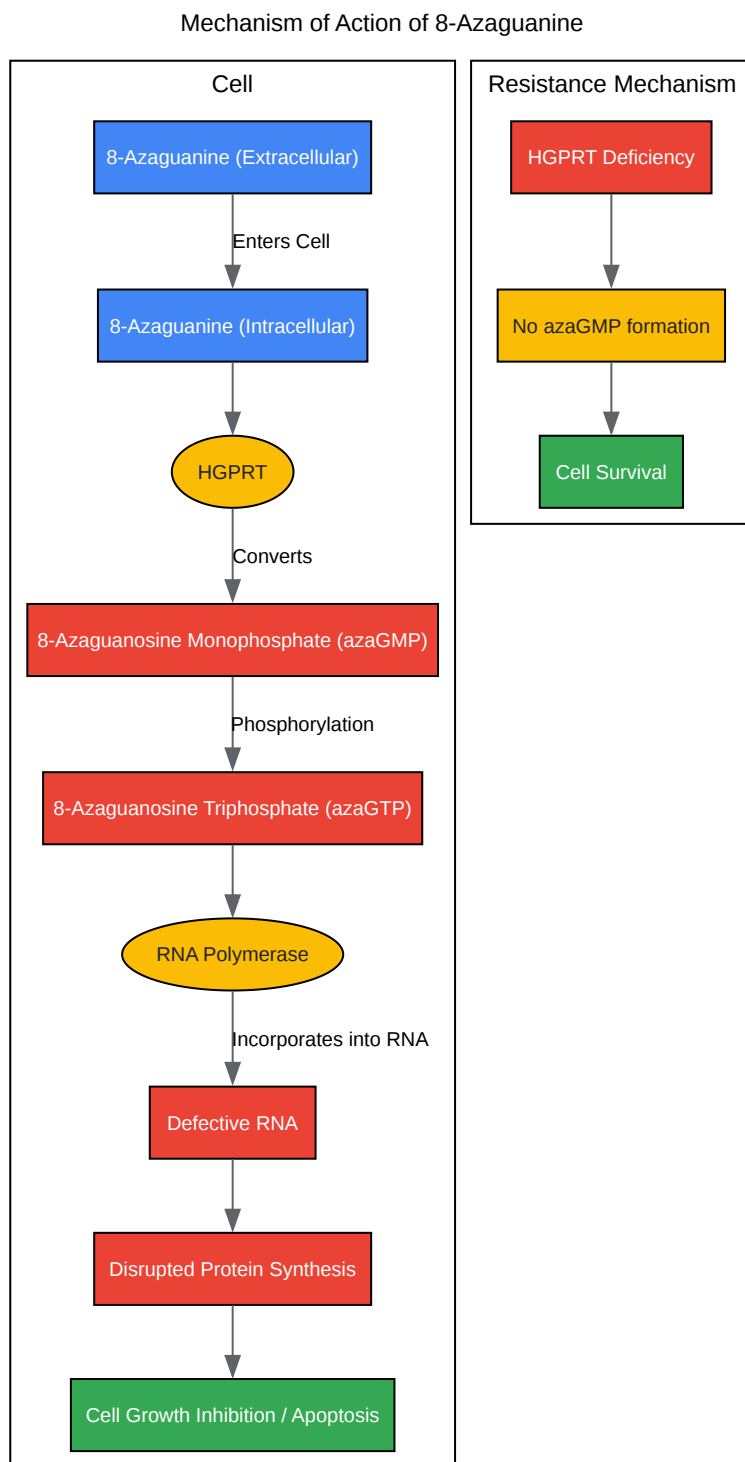 Mechanism of Action of 8-Azaguanine
Cell
8-Azaguanine (Extracellular)
Enters Cell
8-Azaguanine (Intracellular)
HGPRT
Converts
8-Azaguanosine Monophosphate (azaGMP)
Phosphorylation
8-Azaguanosine Triphosphate (azaGTP)
RNA Polymerase
Incorporates into RNA
Defective RNA
Disrupted Protein Synthesis
Cell Growth Inhibition / Apoptosis
Resistance Mechanism
HGPRT Deficiency
No azaGMP formation
Cell Survival